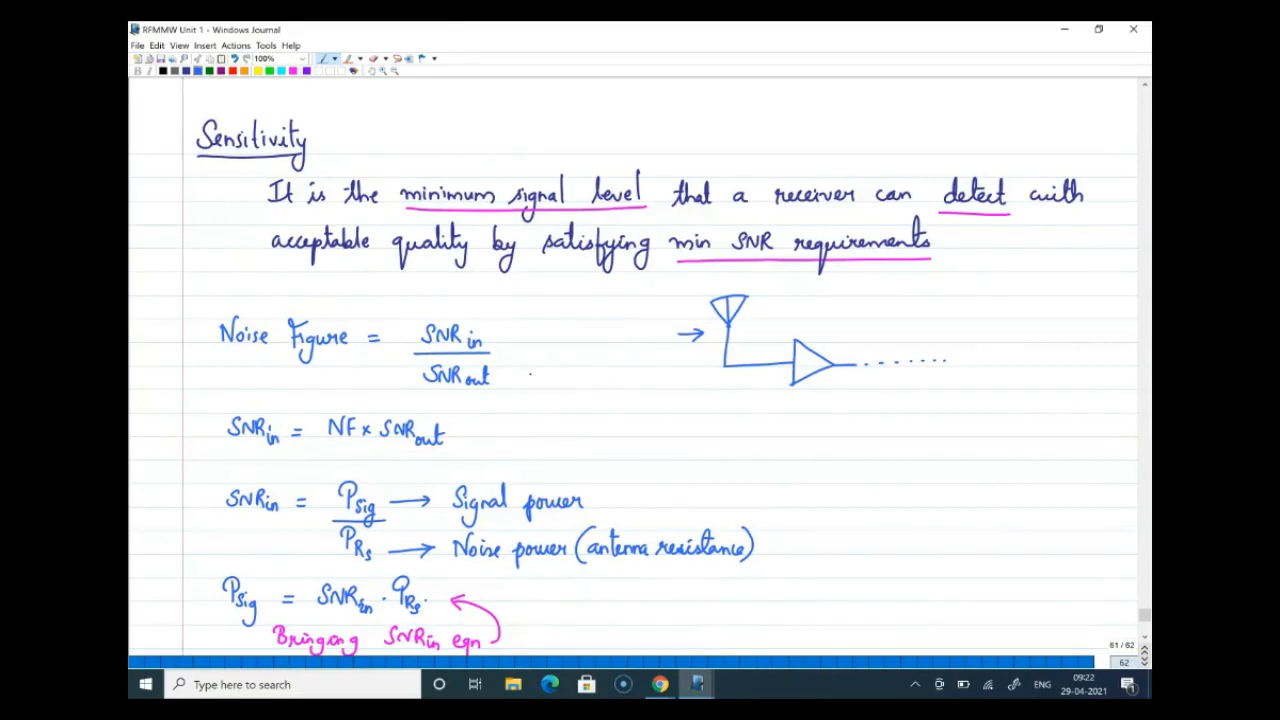 RFMMW Unit 1 - Windows Journal
File Edit View Insert Actions Tools Help
100%
B I
Sensitivity
It is the minimum signal level that a receiver can detect with
acceptable quality by satisfying min SNR requirements
Noise Figure = SNRin
SNRout
SNRin = NF × SNRout
SNRin = Psig → Signal power
PRs → Noise power (antenna resistance)
Psig = SNRin . PRs.
Bringing SNRin eqn
61 / 62
62
Type here to search
ENG
09:22
29-04-2021
1